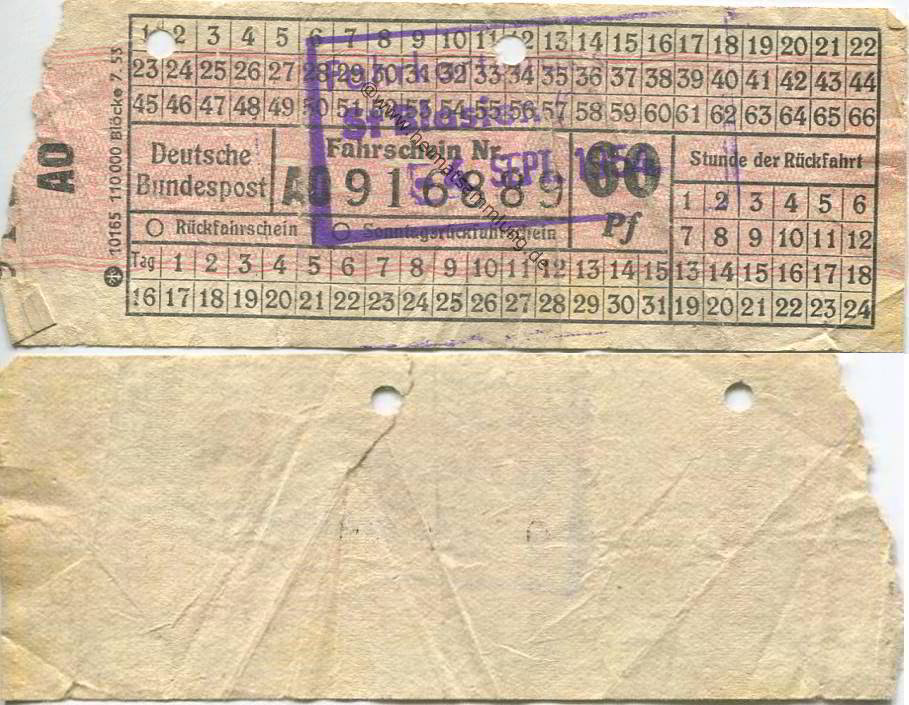 1 2 3 4 5 6 7 8 9 10 11 12 13 14 15 16 17 18 19 20 21 22
23 24 25 26 27 28 29 30 31 32 33 34 35 36 37 38 39 40 41 42 43 44
45 46 47 48 49 50 51 52 53 54 55 56 57 58 59 60 61 62 63 64 65 66
AO
10165 110000 Blöcke 7. 53
Deutsche
Bundespost
Fahrschein Nr.
AO 916889
SEPT. 1954
60
Pf
Rückfahrschein
Sonntagsrückfahrschein
Stunde der Rückfahrt
1 2 3 4 5 6
7 8 9 10 11 12
13 14 15 16 17 18
19 20 21 22 23 24
Tag 1 2 3 4 5 6 7 8 9 10 11 12 13 14 15
16 17 18 19 20 21 22 23 24 25 26 27 28 29 30 31
@www.heimatsammlung.de